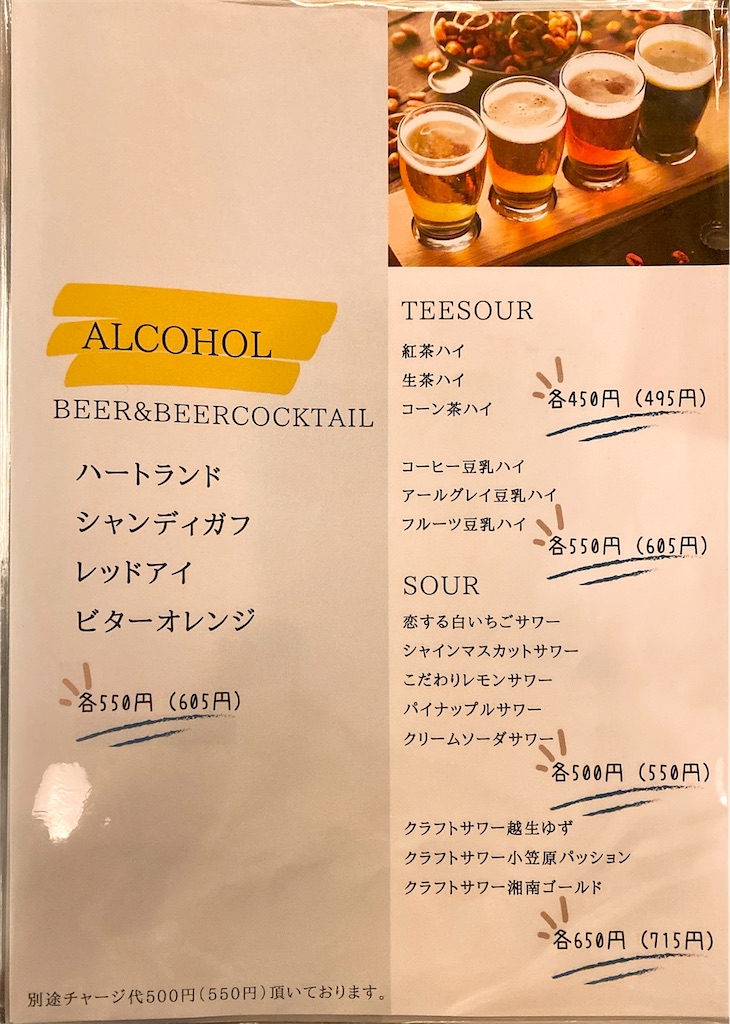 ALCOHOL
BEER&BEERCOCKTAIL
ハートランド
シャンディガフ
レッドアイ
ビターオレンジ
各550円（605円）
TEESOUR
紅茶ハイ
生茶ハイ
コーン茶ハイ
各450円（495円）
コーヒー豆乳ハイ
アールグレイ豆乳ハイ
フルーツ豆乳ハイ
各550円（605円）
SOUR
恋する白いちごサワー
シャインマスカットサワー
こだわりレモンサワー
パイナップルサワー
クリームソーダサワー
各500円（550円）
クラフトサワー越生ゆず
クラフトサワー小笠原パッション
クラフトサワー湘南ゴールド
各650円（715円）
別途チャージ代500円（550円）頂いております。